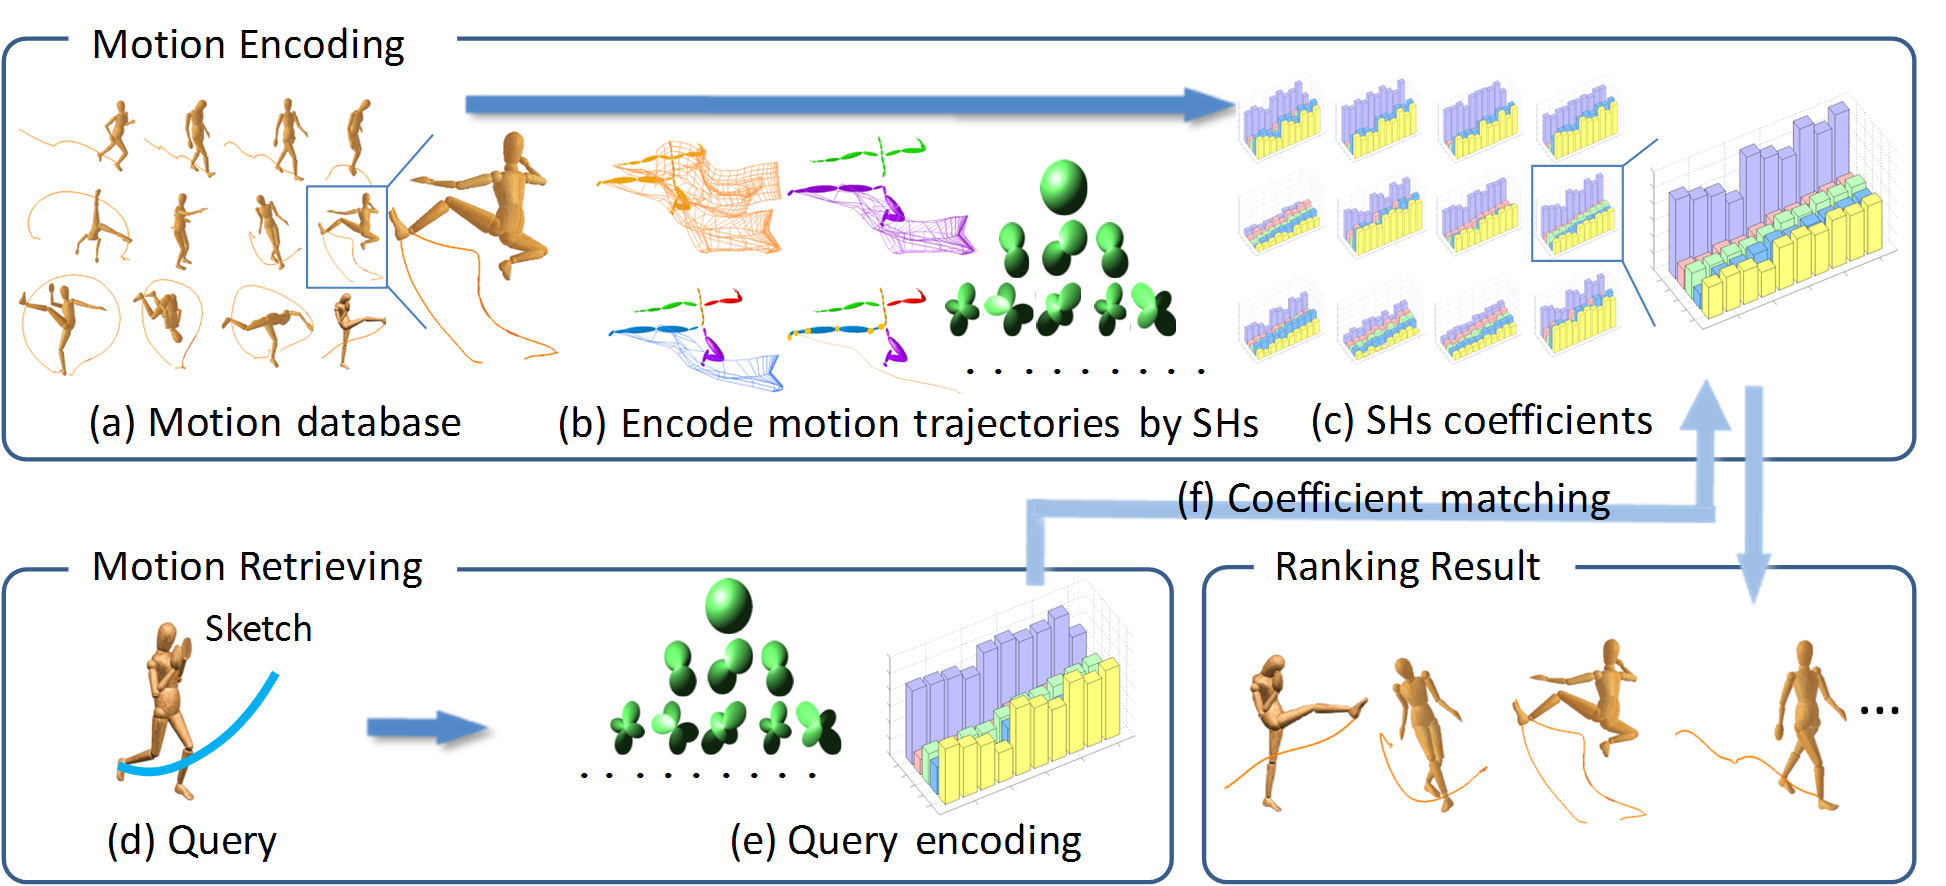 Motion Encoding
(a) Motion database
(b) Encode motion trajectories by SHs
(c) SHs coefficients
(f) Coefficient matching
Motion Retrieving
Sketch
(d) Query
(e) Query encoding
Ranking Result
...